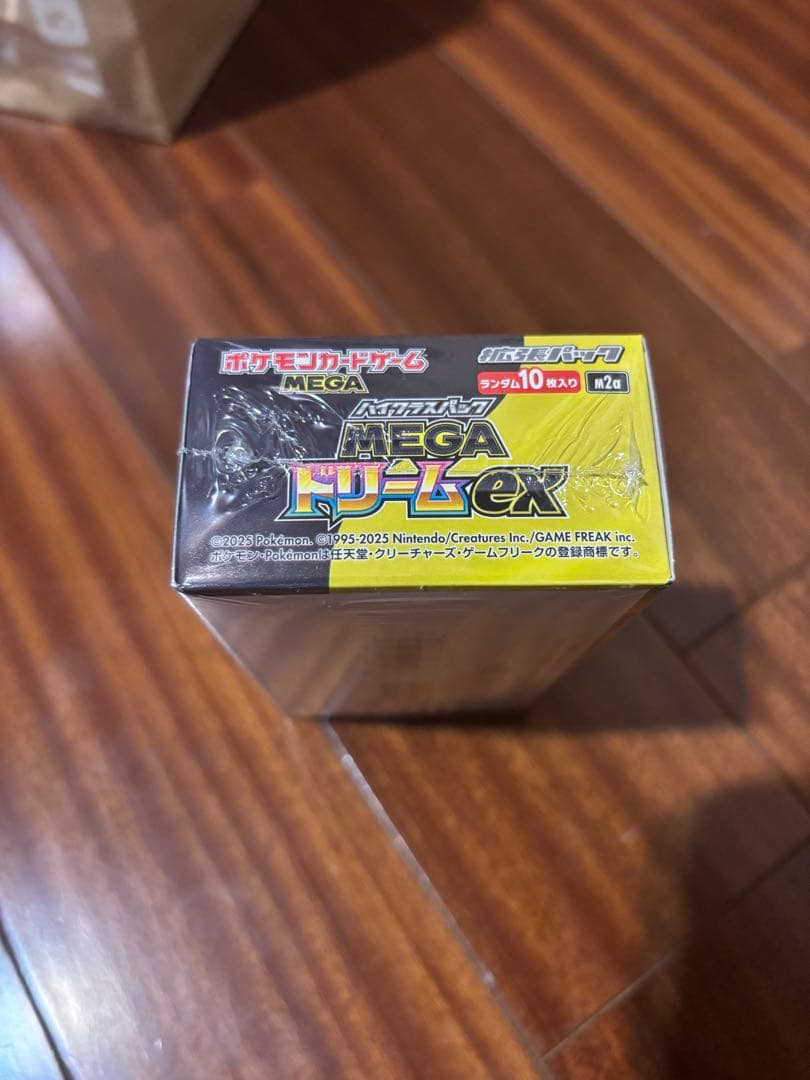 ポケモンカードゲーム
MEGA
拡張パック
ランダム10枚入り
M2a
ハイクラスパック
MEGA
ドリームex
©2025 Pokémon. ©1995-2025 Nintendo/Creatures Inc./GAME FREAK inc.
ポケモン・Pokémonは任天堂・クリーチャーズ・ゲームフリークの登録商標です。